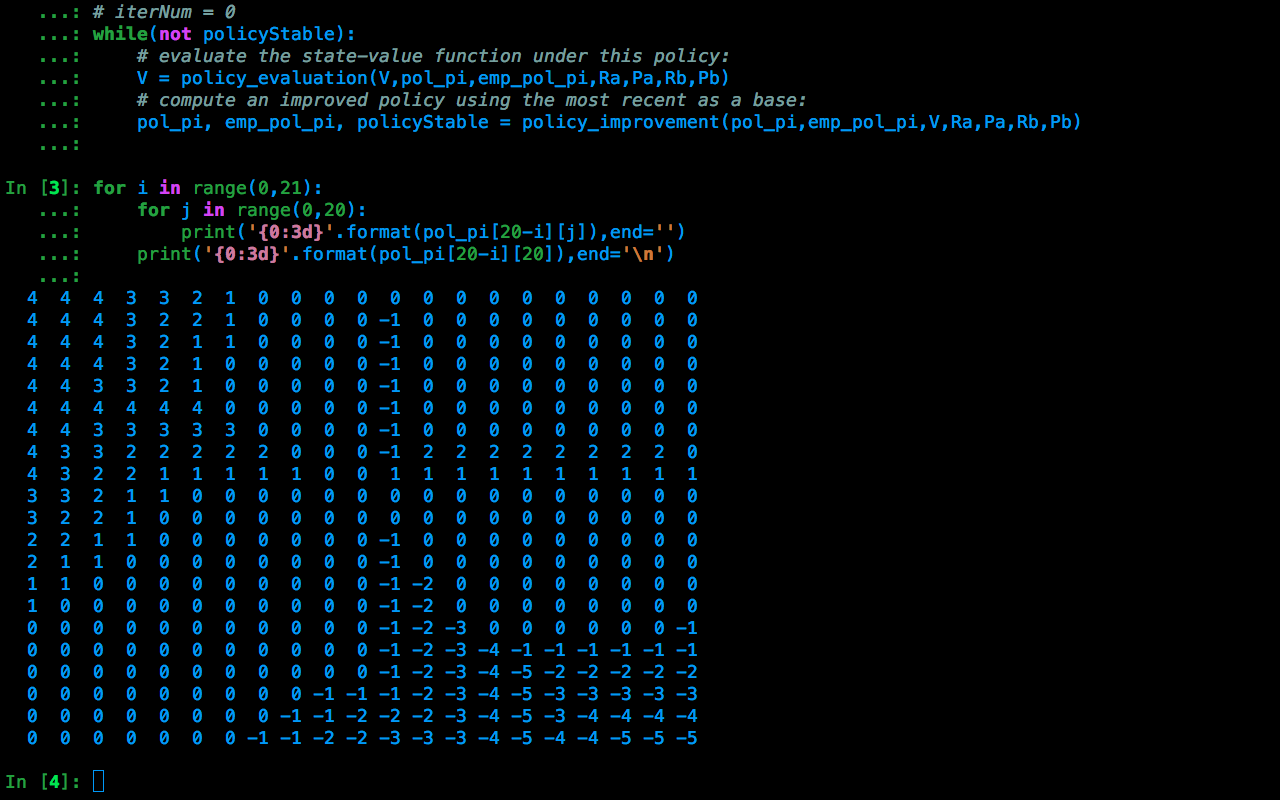 ...: # iterNum = 0
   ...: while(not policyStable):
   ...:     # evaluate the state-value function under this policy:
   ...:     V = policy_evaluation(V,pol_pi,emp_pol_pi,Ra,Pa,Rb,Pb)
   ...:     # compute an improved policy using the most recent as a base:
   ...:     pol_pi, emp_pol_pi, policyStable = policy_improvement(pol_pi,emp_pol_pi,V,Ra,Pa,Rb,Pb)
   ...:
In [3]: for i in range(0,21):
   ...:     for j in range(0,20):
   ...:         print('{0:3d}'.format(pol_pi[20-i][j]),end='')
   ...:     print('{0:3d}'.format(pol_pi[20-i][20]),end='\n')
   ...:
  4  4  4  3  3  2  1  0  0  0  0  0  0  0  0  0  0  0  0  0  0
  4  4  4  3  2  2  1  0  0  0  0 -1  0  0  0  0  0  0  0  0  0
  4  4  4  3  2  1  1  0  0  0  0 -1  0  0  0  0  0  0  0  0  0
  4  4  4  3  2  1  0  0  0  0  0 -1  0  0  0  0  0  0  0  0  0
  4  4  3  3  2  1  0  0  0  0  0 -1  0  0  0  0  0  0  0  0  0
  4  4  4  4  4  4  0  0  0  0  0 -1  0  0  0  0  0  0  0  0  0
  4  4  3  3  3  3  3  0  0  0  0 -1  0  0  0  0  0  0  0  0  0
  4  3  3  2  2  2  2  2  0  0  0 -1  2  2  2  2  2  2  2  2  0
  4  3  2  2  1  1  1  1  1  0  0  1  1  1  1  1  1  1  1  1  1
  3  3  2  1  1  0  0  0  0  0  0  0  0  0  0  0  0  0  0  0  0
  3  2  2  1  0  0  0  0  0  0  0  0  0  0  0  0  0  0  0  0  0
  2  2  1  1  0  0  0  0  0  0  0 -1  0  0  0  0  0  0  0  0  0
  2  1  1  0  0  0  0  0  0  0  0 -1  0  0  0  0  0  0  0  0  0
  1  1  0  0  0  0  0  0  0  0  0 -1 -2  0  0  0  0  0  0  0  0
  1  0  0  0  0  0  0  0  0  0  0 -1 -2  0  0  0  0  0  0  0  0
  0  0  0  0  0  0  0  0  0  0  0 -1 -2 -3  0  0  0  0  0  0 -1
  0  0  0  0  0  0  0  0  0  0  0 -1 -2 -3 -4 -1 -1 -1 -1 -1 -1
  0  0  0  0  0  0  0  0  0  0  0 -1 -2 -3 -4 -5 -2 -2 -2 -2 -2
  0  0  0  0  0  0  0  0  0 -1 -1 -1 -2 -3 -4 -5 -3 -3 -3 -3 -3
  0  0  0  0  0  0  0  0 -1 -1 -2 -2 -2 -3 -4 -5 -3 -4 -4 -4 -4
  0  0  0  0  0  0  0 -1 -1 -2 -2 -3 -3 -3 -4 -5 -4 -4 -5 -5 -5
In [4]: